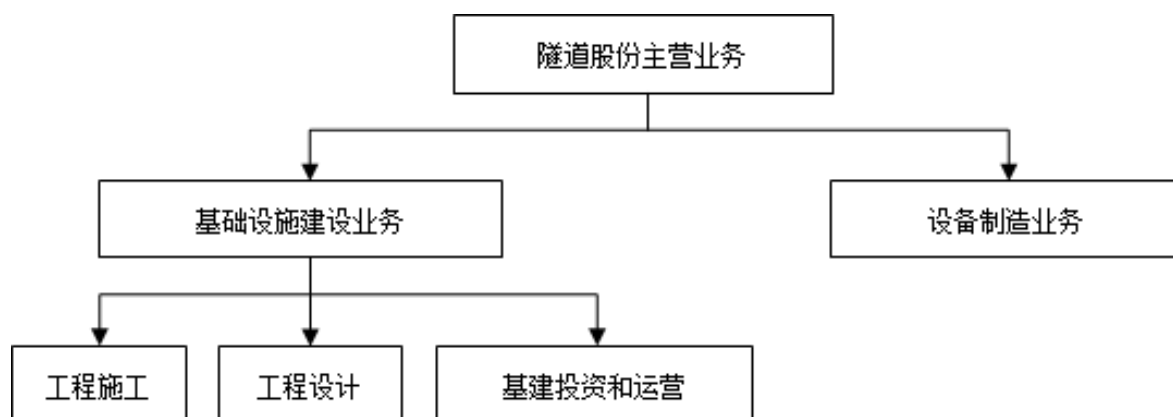 隧道股份主营业务
基础设施建设业务
设备制造业务
工程施工
工程设计
基建投资和运营